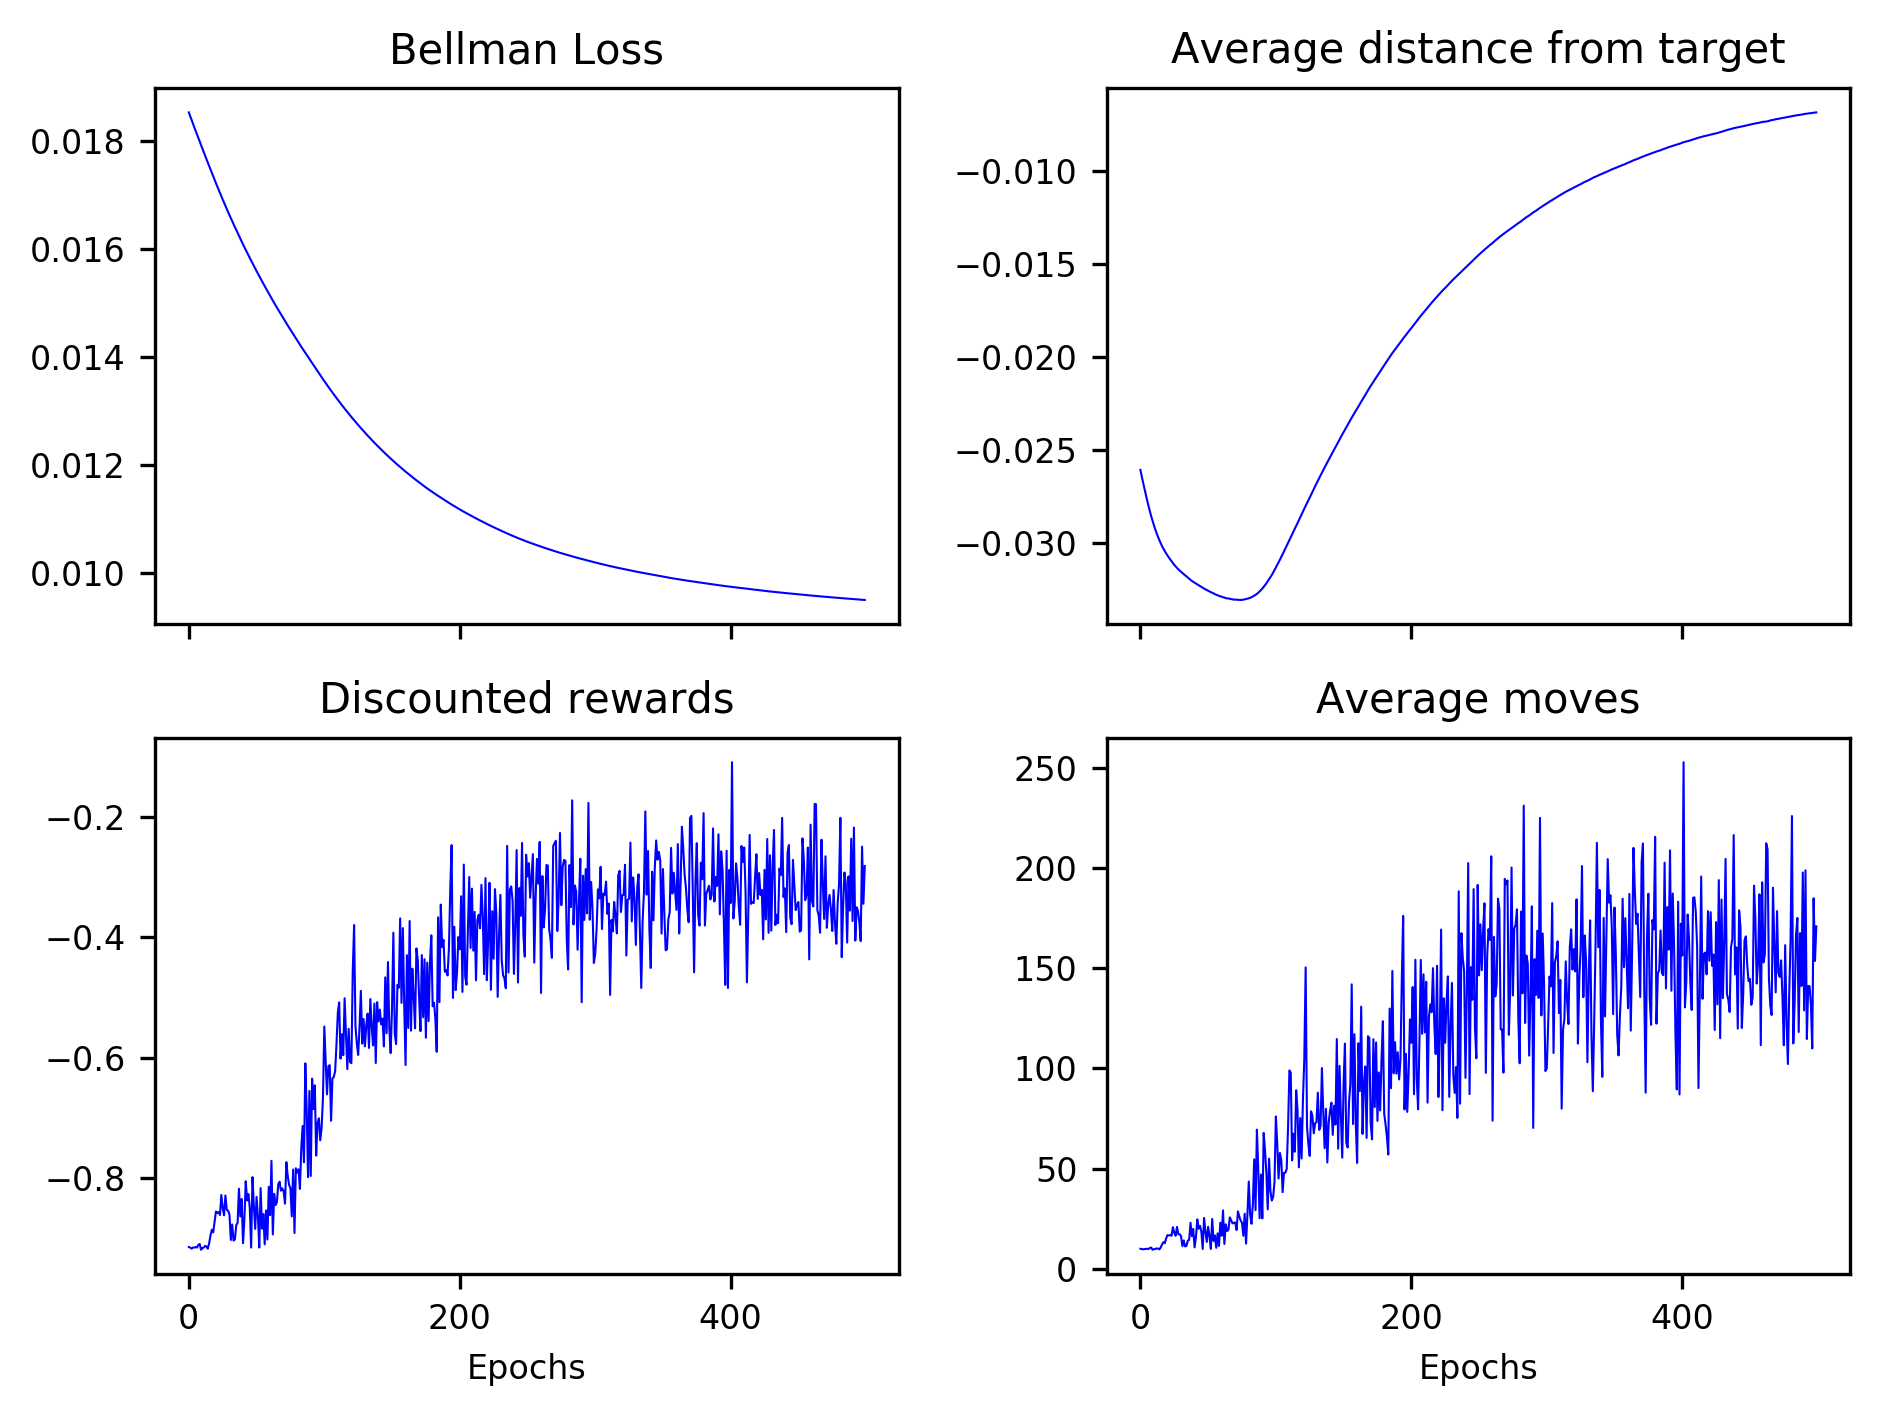 Bellman Loss
0.018
0.016
0.014
0.012
0.010
Average distance from target
−0.010
−0.015
−0.020
−0.025
−0.030
Discounted rewards
−0.2
−0.4
−0.6
−0.8
0 200 400
Epochs
Average moves
250
200
150
100
50
0
0 200 400
Epochs